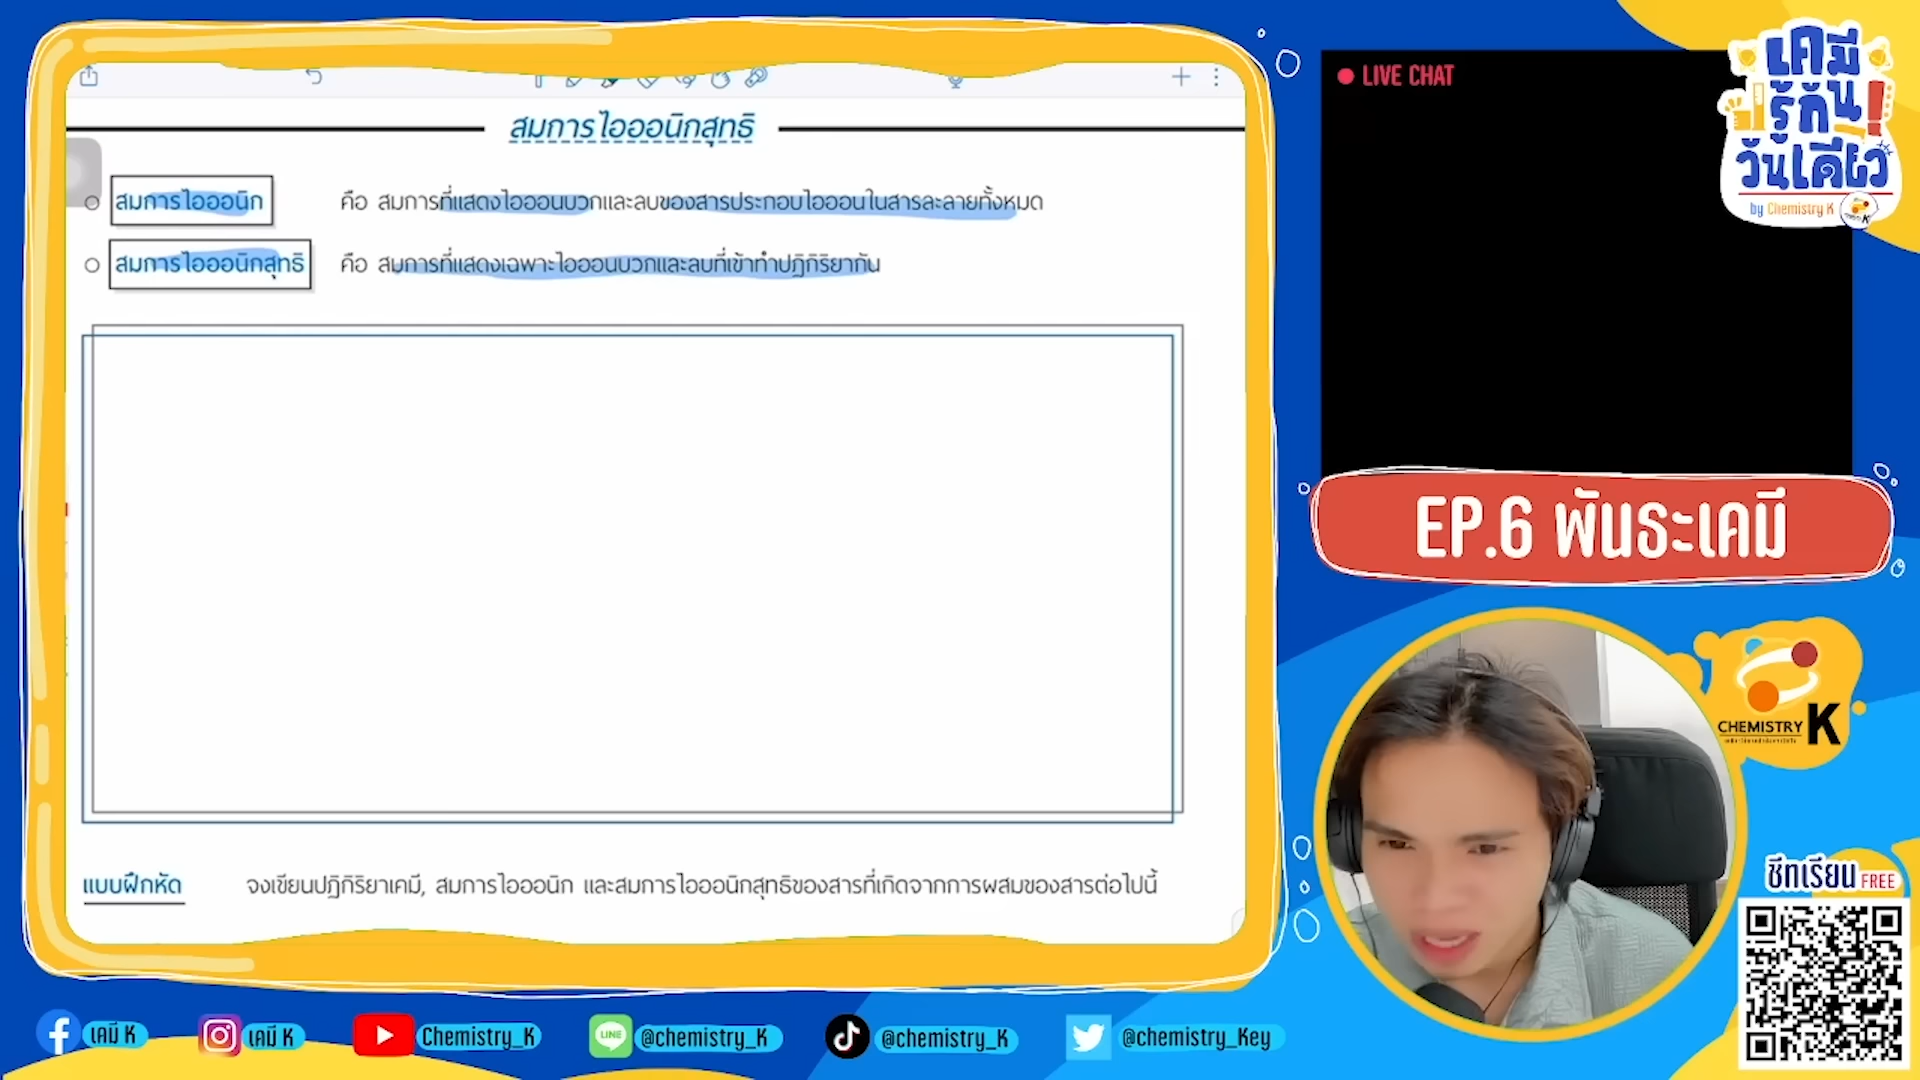 สมการไอออนิกสุทธิ
สมการไอออนิก คือ สมการที่แสดงไอออนบวกและลบของสารประกอบไอออนในสารละลายทั้งหมด
สมการไอออนิกสุทธิ คือ สมการที่แสดงเฉพาะไอออนบวกและลบที่เข้าทำปฏิกิริยากัน
แบบฝึกหัด จงเขียนปฏิกิริยาเคมี, สมการไอออนิก และสมการไอออนิกสุทธิของสารที่เกิดจากการผสมของสารต่อไปนี้
LIVE CHAT
เคมี
รู้กัน!
วันเดียว
by Chemistry K
EP.6 พันธะเคมี
CHEMISTRY K
ชีทเรียน FREE
เคมี K
เคมี K
Chemistry_K
LINE
@chemistry_K
@chemistry_K
@chemistry_Key